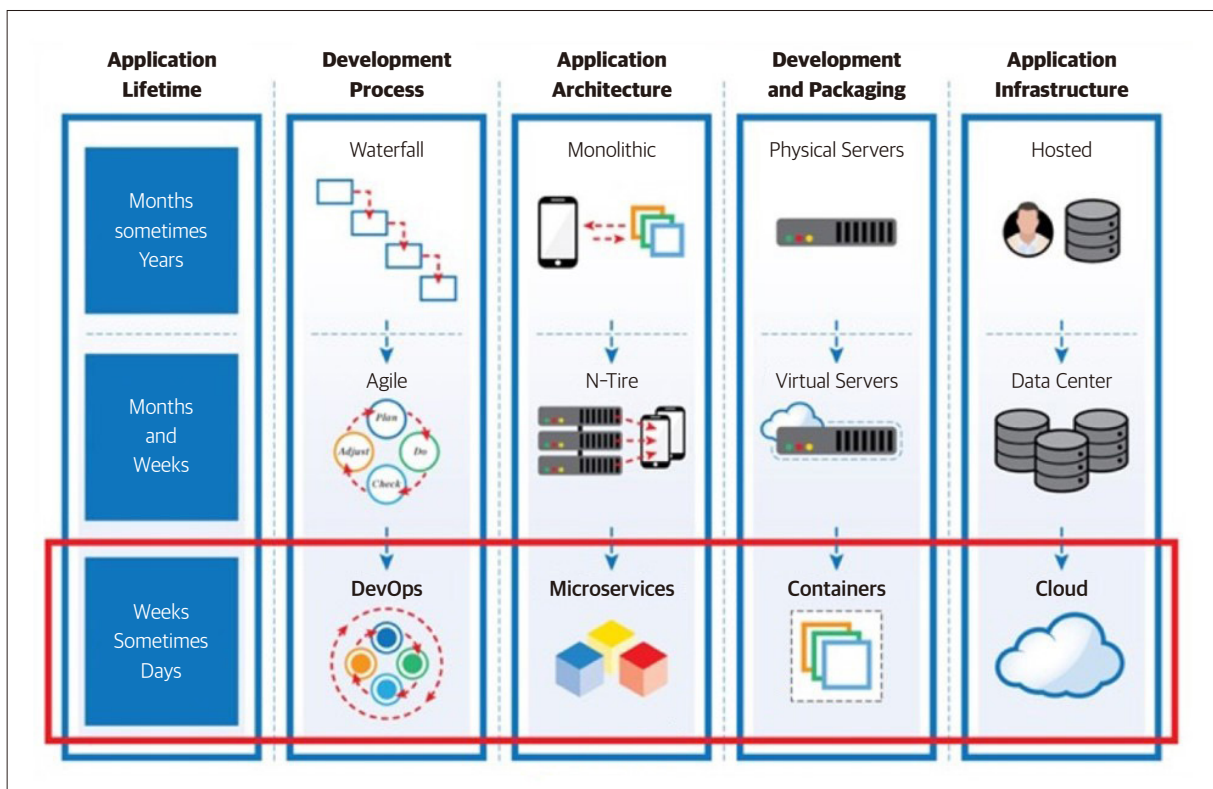 Application
Lifetime
Development
Process
Application
Architecture
Development
and Packaging
Application
Infrastructure
Months
sometimes
Years
Waterfall
Monolithic
Physical Servers
Hosted
Months
and
Weeks
Agile
Plan
Adjust
Do
Check
N-Tire
Virtual Servers
Data Center
Weeks
Sometimes
Days
DevOps
Microservices
Containers
Cloud